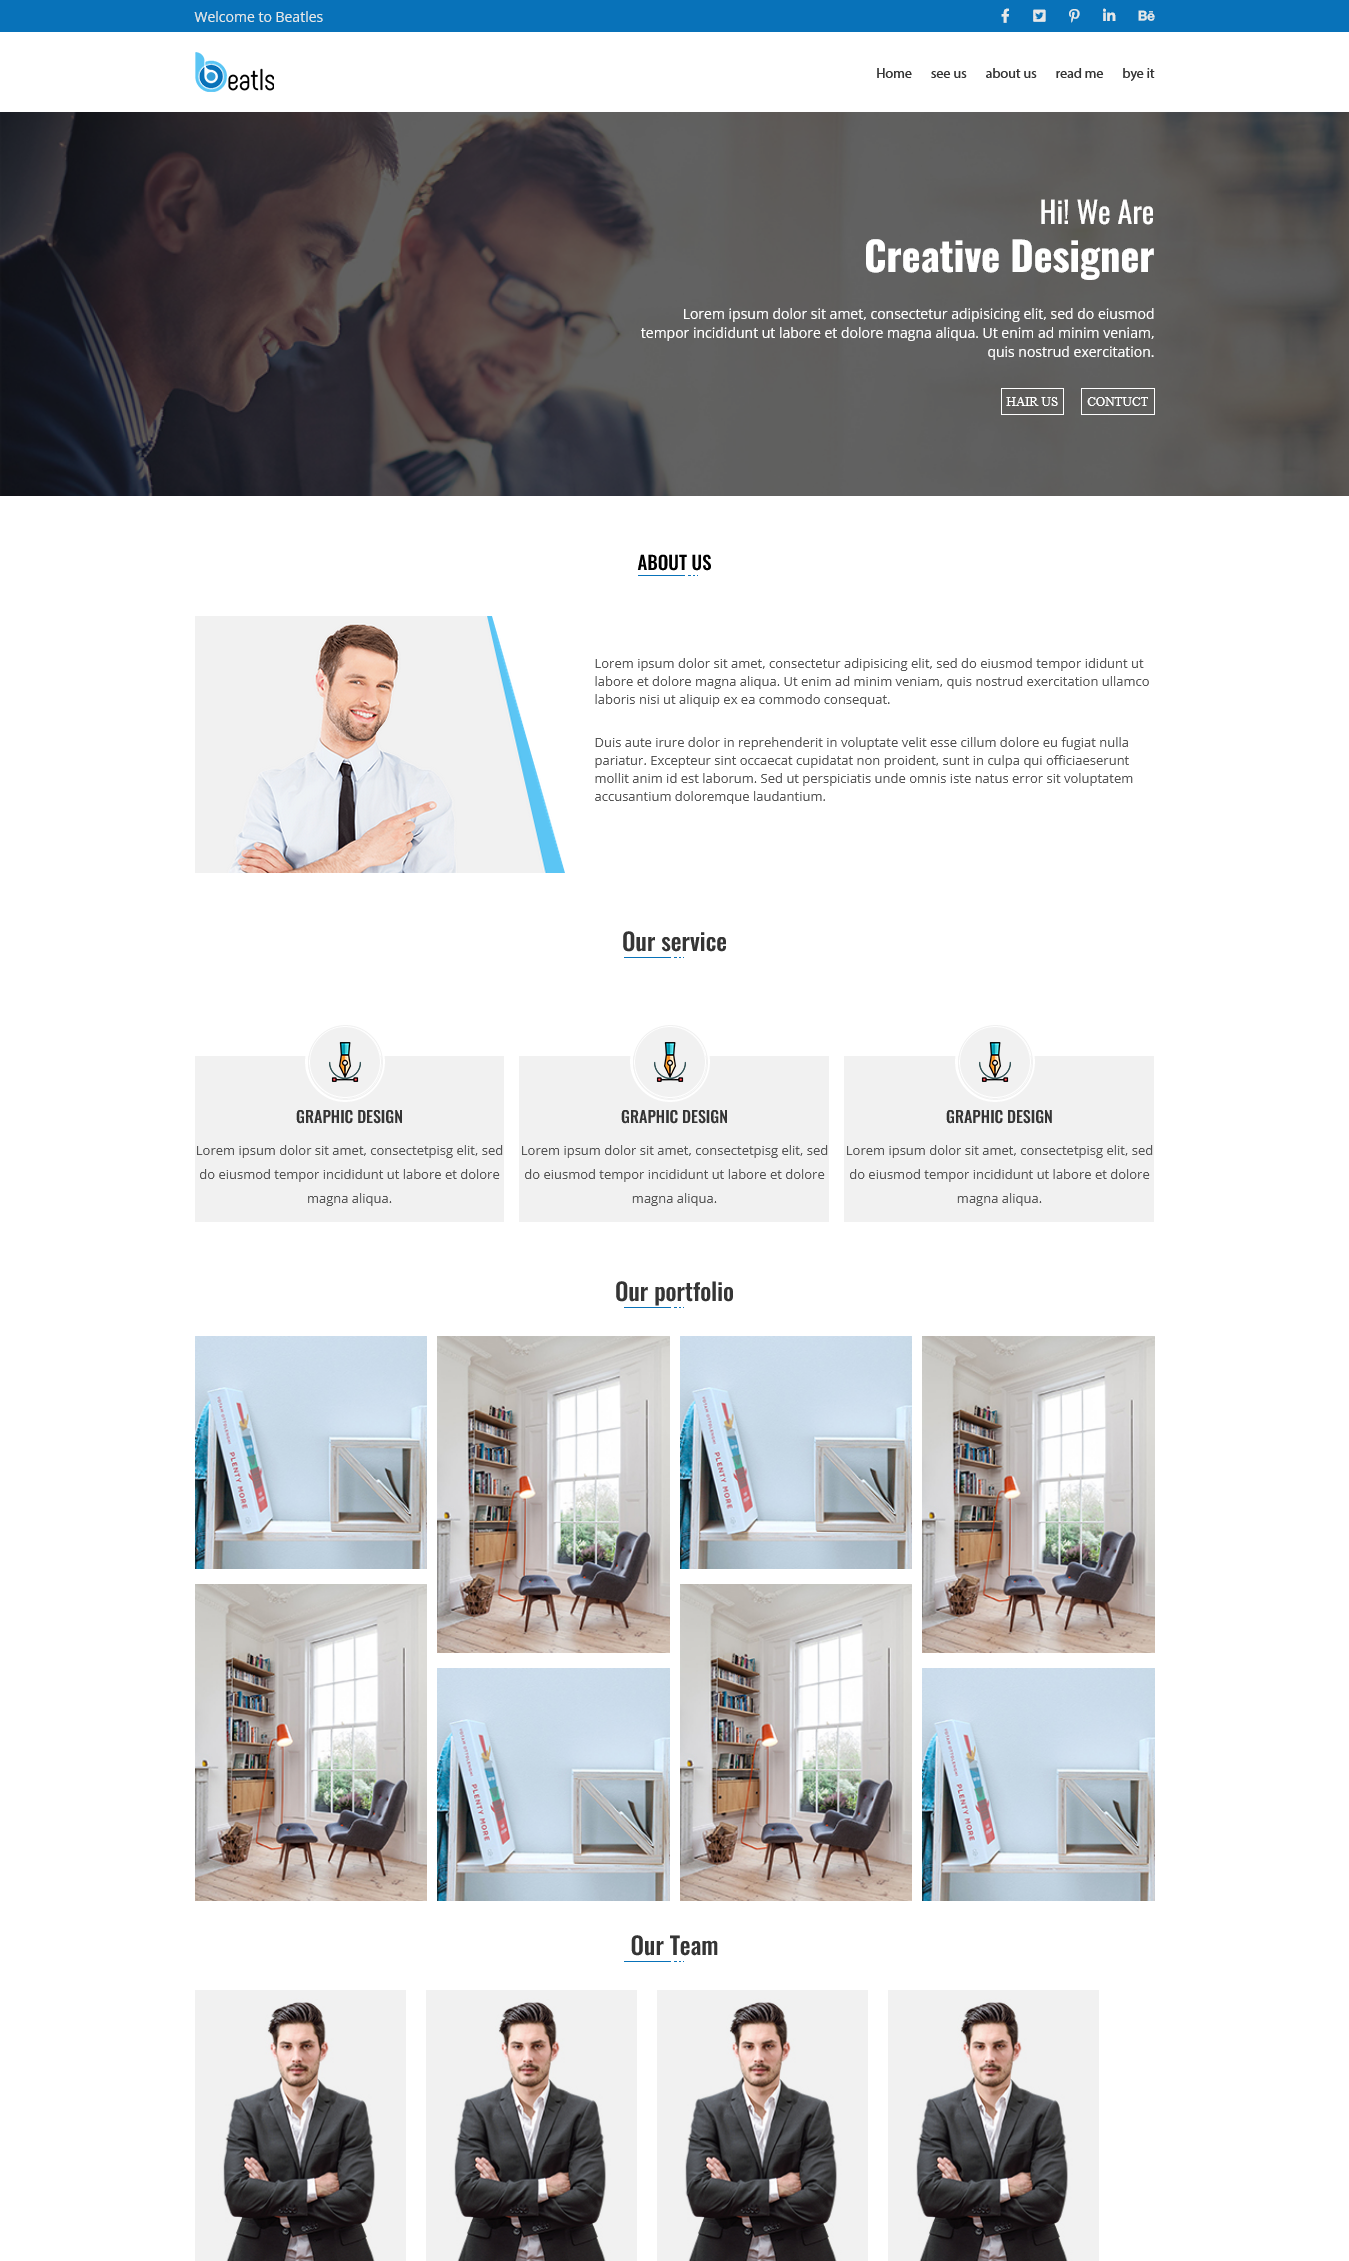 Welcome to Beatles
beatls
Home see us about us read me bye it
Hi! We Are
Creative Designer
Lorem ipsum dolor sit amet, consectetur adipisicing elit, sed do eiusmod
tempor incididunt ut labore et dolore magna aliqua. Ut enim ad minim veniam,
quis nostrud exercitation.
HAIR US CONTUCT
ABOUT US
Lorem ipsum dolor sit amet, consectetur adipisicing elit, sed do eiusmod tempor ididunt ut
labore et dolore magna aliqua. Ut enim ad minim veniam, quis nostrud exercitation ullamco
laboris nisi ut aliquip ex ea commodo consequat.
Duis aute irure dolor in reprehenderit in voluptate velit esse cillum dolore eu fugiat nulla
pariatur. Excepteur sint occaecat cupidatat non proident, sunt in culpa qui officiaeserunt
mollit anim id est laborum. Sed ut perspiciatis unde omnis iste natus error sit voluptatem
accusantium doloremque laudantium.
Our service
GRAPHIC DESIGN
Lorem ipsum dolor sit amet, consectetpisg elit, sed
do eiusmod tempor incididunt ut labore et dolore
magna aliqua.
GRAPHIC DESIGN
Lorem ipsum dolor sit amet, consectetpisg elit, sed
do eiusmod tempor incididunt ut labore et dolore
magna aliqua.
GRAPHIC DESIGN
Lorem ipsum dolor sit amet, consectetpisg elit, sed
do eiusmod tempor incididunt ut labore et dolore
magna aliqua.
Our portfolio
PLENTY MORE
PLENTY MORE
PLENTY MORE
PLENTY MORE
Our Team